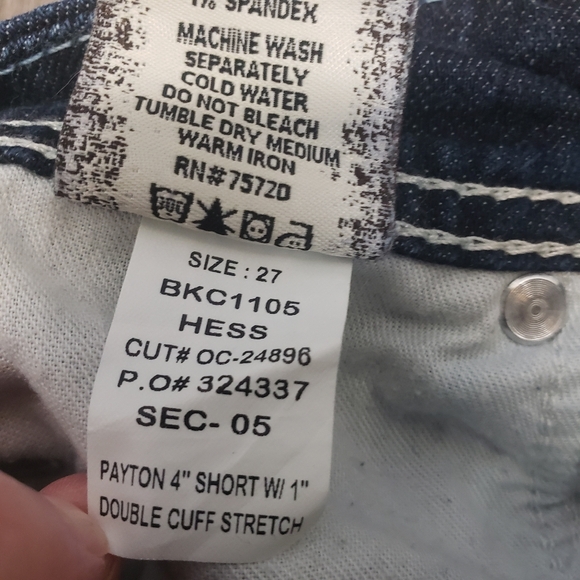 1% SPANDEX
MACHINE WASH
SEPARATELY
COLD WATER
DO NOT BLEACH
TUMBLE DRY MEDIUM
WARM IRON
RN#75720
SIZE : 27
BKC1105
HESS
CUT# OC-24896
P.O# 324337
SEC- 05
PAYTON 4" SHORT W/ 1"
DOUBLE CUFF STRETCH